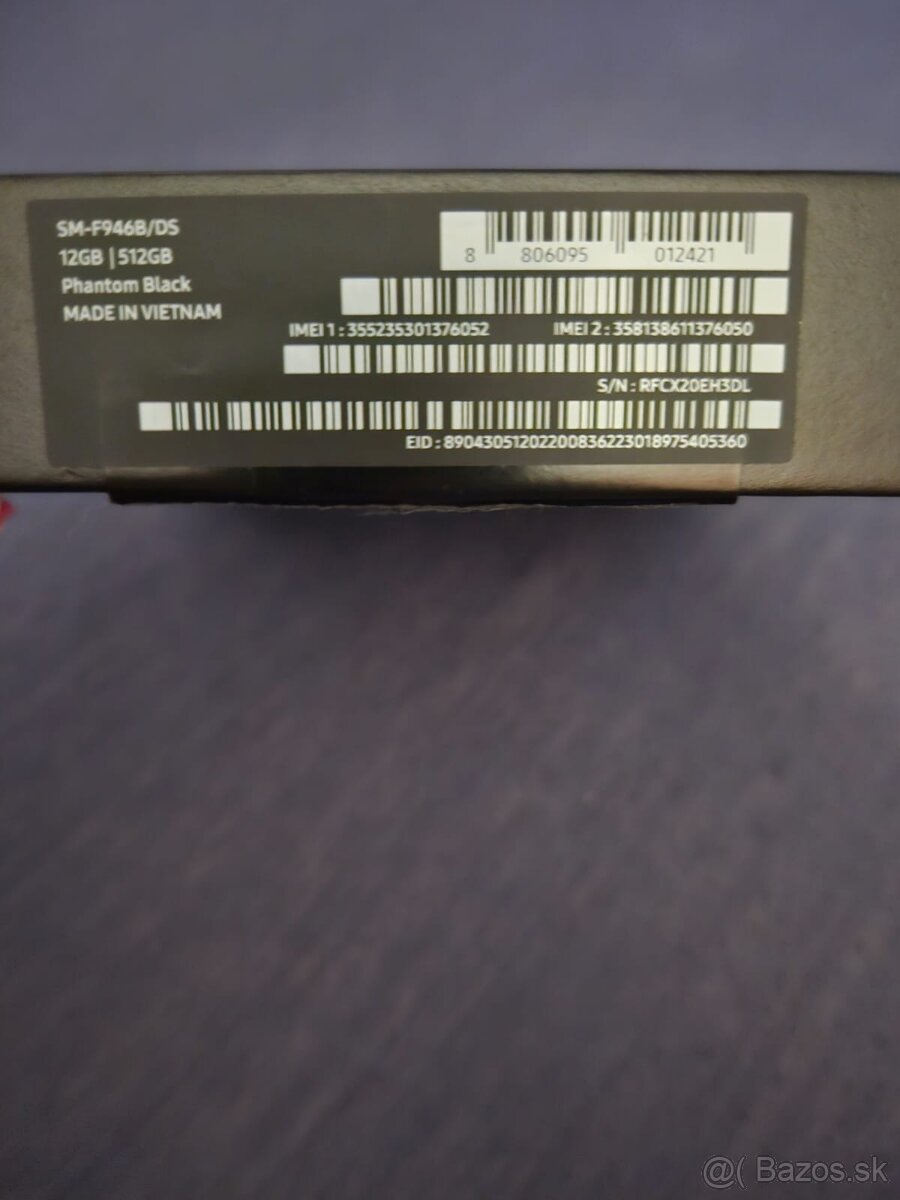 SM-F946B/DS
12GB | 512GB
Phantom Black
MADE IN VIETNAM
8 806095 012421
IMEI 1 : 355235301376052 IMEI 2 : 358138611376050
S/N : RFCX20EH3DL
EID : 89043051202200836223018975405360
@( Bazos.sk